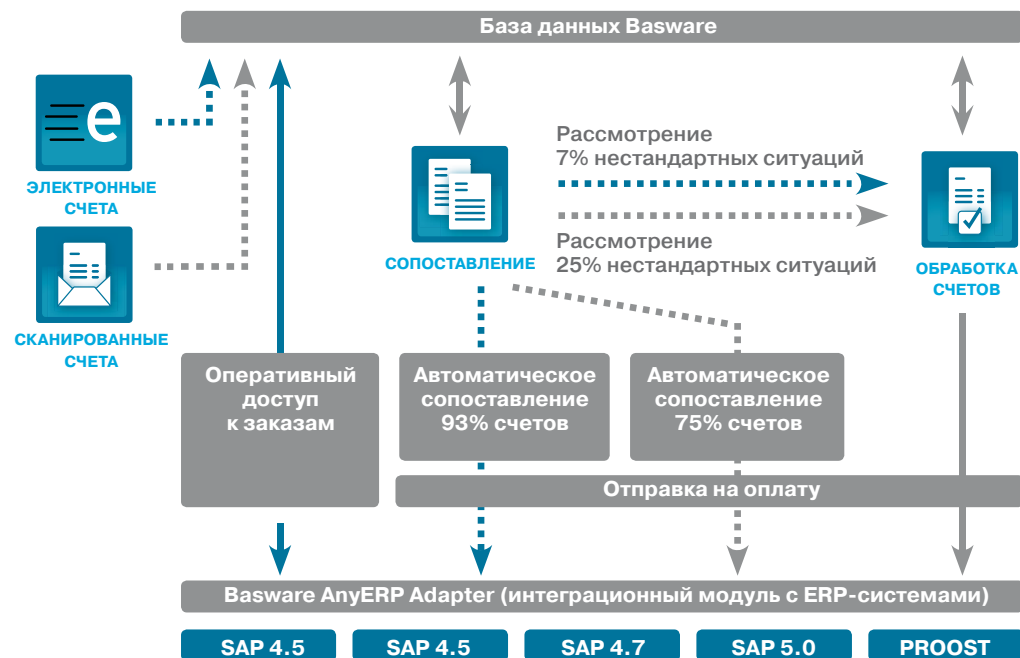 База данных Basware
e
ЭЛЕКТРОННЫЕ
СЧЕТА
СКАНИРОВАННЫЕ
СЧЕТА
СОПОСТАВЛЕНИЕ
Рассмотрение
7% нестандартных ситуаций
Рассмотрение
25% нестандартных ситуаций
ОБРАБОТКА
СЧЕТОВ
Оперативный
доступ
к заказам
Автоматическое
сопоставление
93% счетов
Автоматическое
сопоставление
75% счетов
Отправка на оплату
Basware AnyERP Adapter (интеграционный модуль с ERP-системами)
SAP 4.5
SAP 4.5
SAP 4.7
SAP 5.0
PROOST